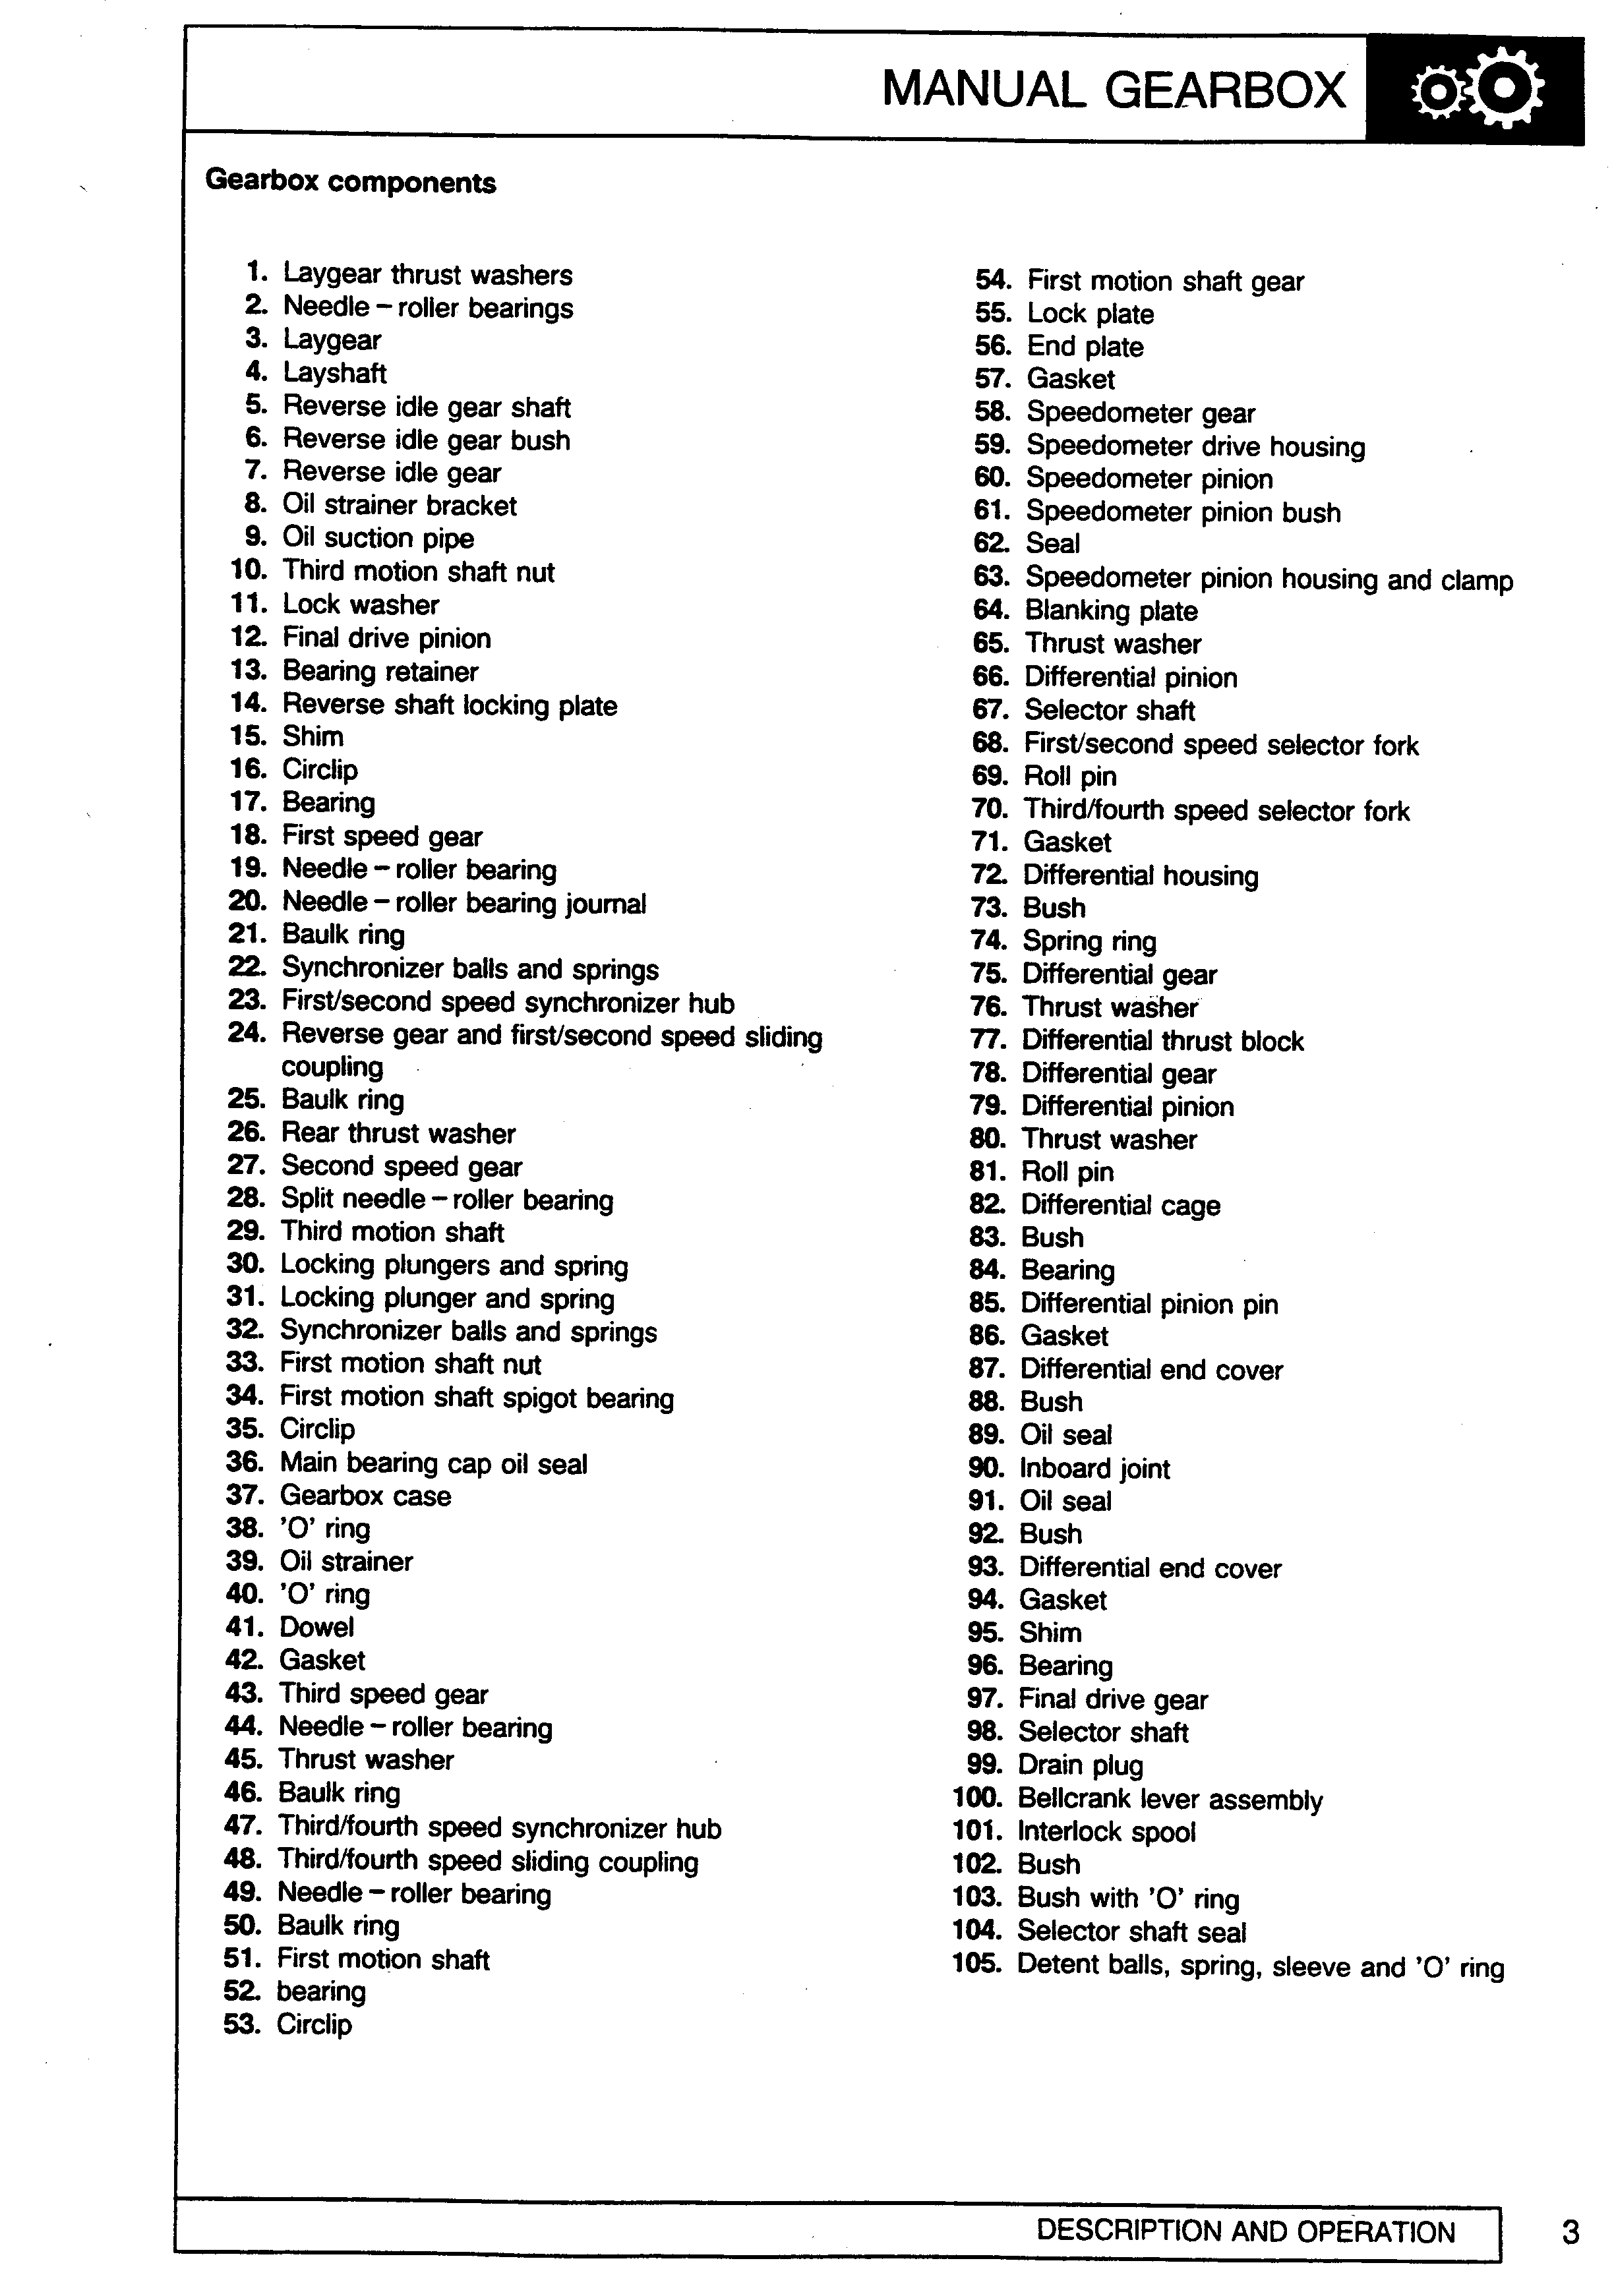 MANUAL GEARBOX
Gearbox components
1. Laygear thrust washers
2. Needle – roller bearings
3. Laygear
4. Layshaft
5. Reverse idle gear shaft
6. Reverse idle gear bush
7. Reverse idle gear
8. Oil strainer bracket
9. Oil suction pipe
10. Third motion shaft nut
11. Lock washer
12. Final drive pinion
13. Bearing retainer
14. Reverse shaft locking plate
15. Shim
16. Circlip
17. Bearing
18. First speed gear
19. Needle – roller bearing
20. Needle – roller bearing journal
21. Baulk ring
22. Synchronizer balls and springs
23. First/second speed synchronizer hub
24. Reverse gear and first/second speed sliding
coupling
25. Baulk ring
26. Rear thrust washer
27. Second speed gear
28. Split needle – roller bearing
29. Third motion shaft
30. Locking plungers and spring
31. Locking plunger and spring
32. Synchronizer balls and springs
33. First motion shaft nut
34. First motion shaft spigot bearing
35. Circlip
36. Main bearing cap oil seal
37. Gearbox case
38. 'O' ring
39. Oil strainer
40. 'O' ring
41. Dowel
42. Gasket
43. Third speed gear
44. Needle – roller bearing
45. Thrust washer
46. Baulk ring
47. Third/fourth speed synchronizer hub
48. Third/fourth speed sliding coupling
49. Needle – roller bearing
50. Baulk ring
51. First motion shaft
52. bearing
53. Circlip
54. First motion shaft gear
55. Lock plate
56. End plate
57. Gasket
58. Speedometer gear
59. Speedometer drive housing
60. Speedometer pinion
61. Speedometer pinion bush
62. Seal
63. Speedometer pinion housing and clamp
64. Blanking plate
65. Thrust washer
66. Differential pinion
67. Selector shaft
68. First/second speed selector fork
69. Roll pin
70. Third/fourth speed selector fork
71. Gasket
72. Differential housing
73. Bush
74. Spring ring
75. Differential gear
76. Thrust washer
77. Differential thrust block
78. Differential gear
79. Differential pinion
80. Thrust washer
81. Roll pin
82. Differential cage
83. Bush
84. Bearing
85. Differential pinion pin
86. Gasket
87. Differential end cover
88. Bush
89. Oil seal
90. Inboard joint
91. Oil seal
92. Bush
93. Differential end cover
94. Gasket
95. Shim
96. Bearing
97. Final drive gear
98. Selector shaft
99. Drain plug
100. Bellcrank lever assembly
101. Interlock spool
102. Bush
103. Bush with 'O' ring
104. Selector shaft seal
105. Detent balls, spring, sleeve and 'O' ring
DESCRIPTION AND OPERATION
3